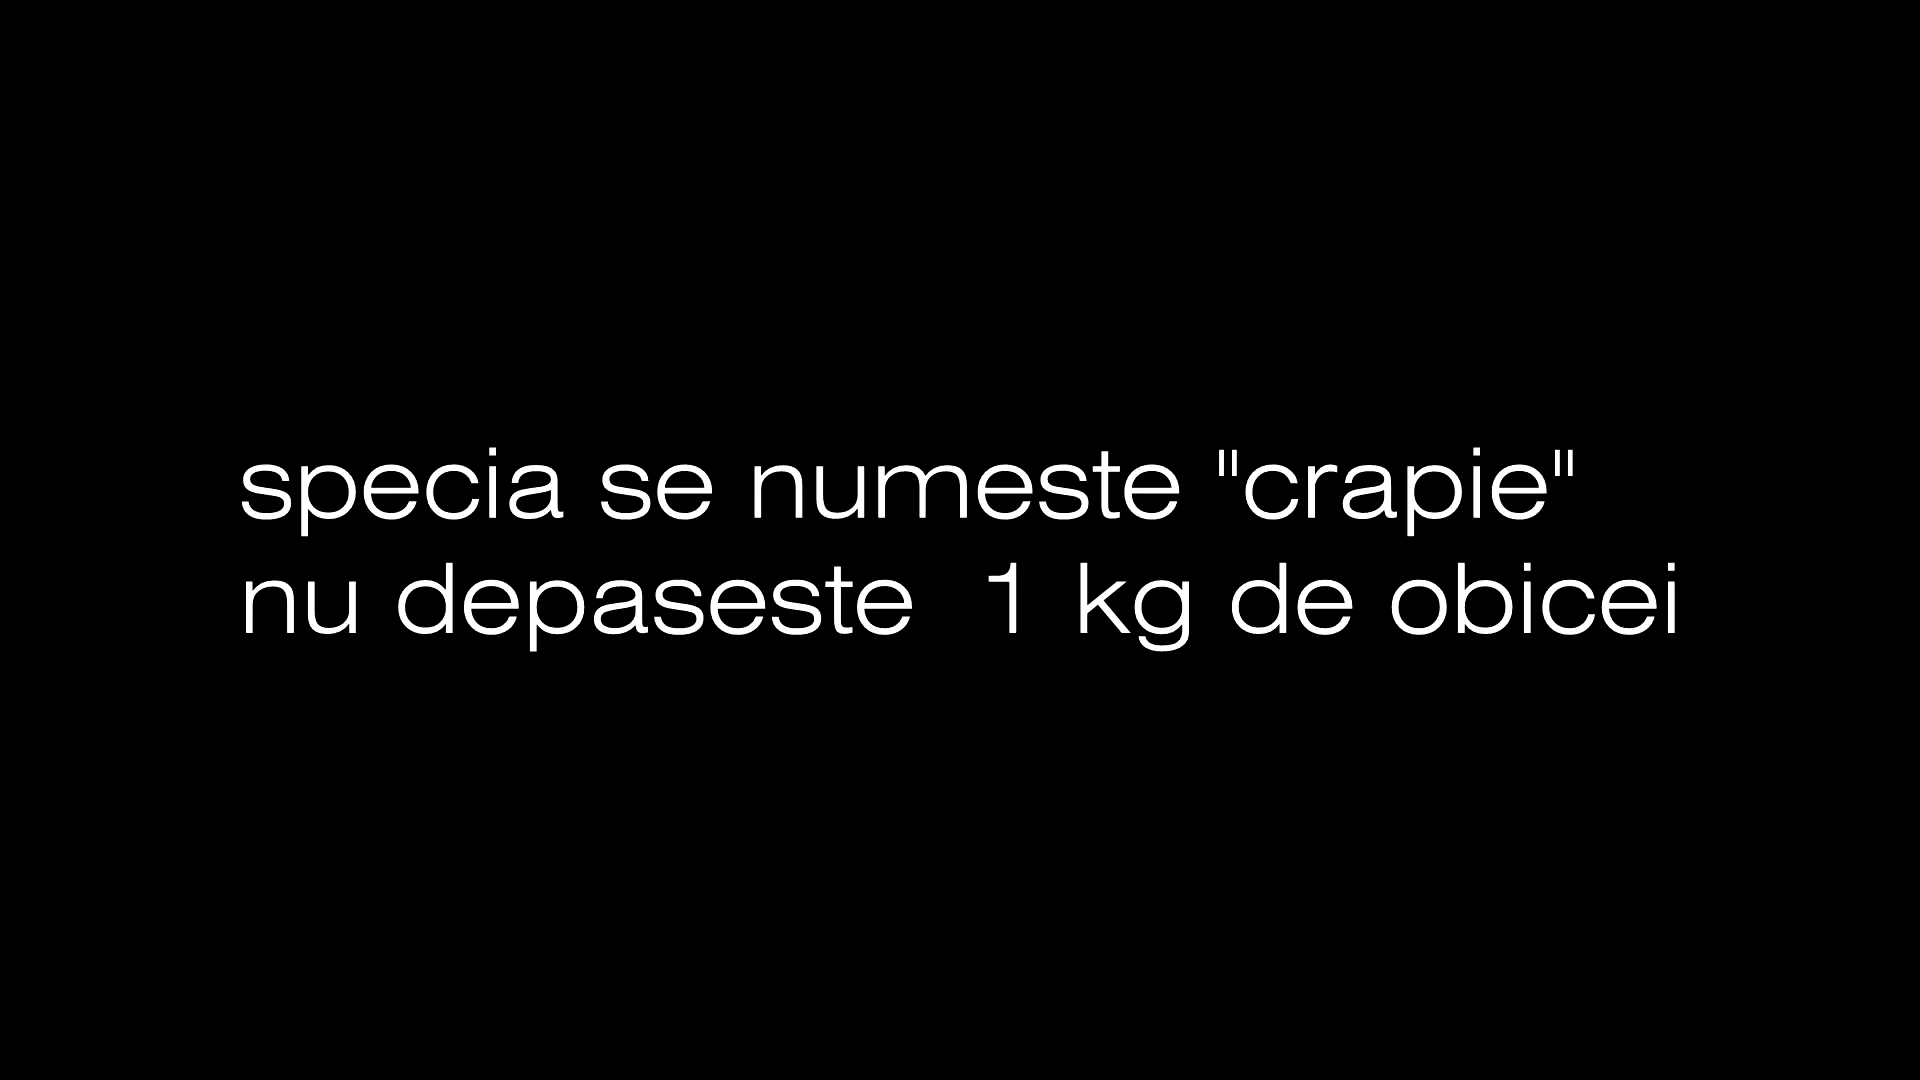 specia se numeste "crapie"
nu depaseste  1 kg de obicei